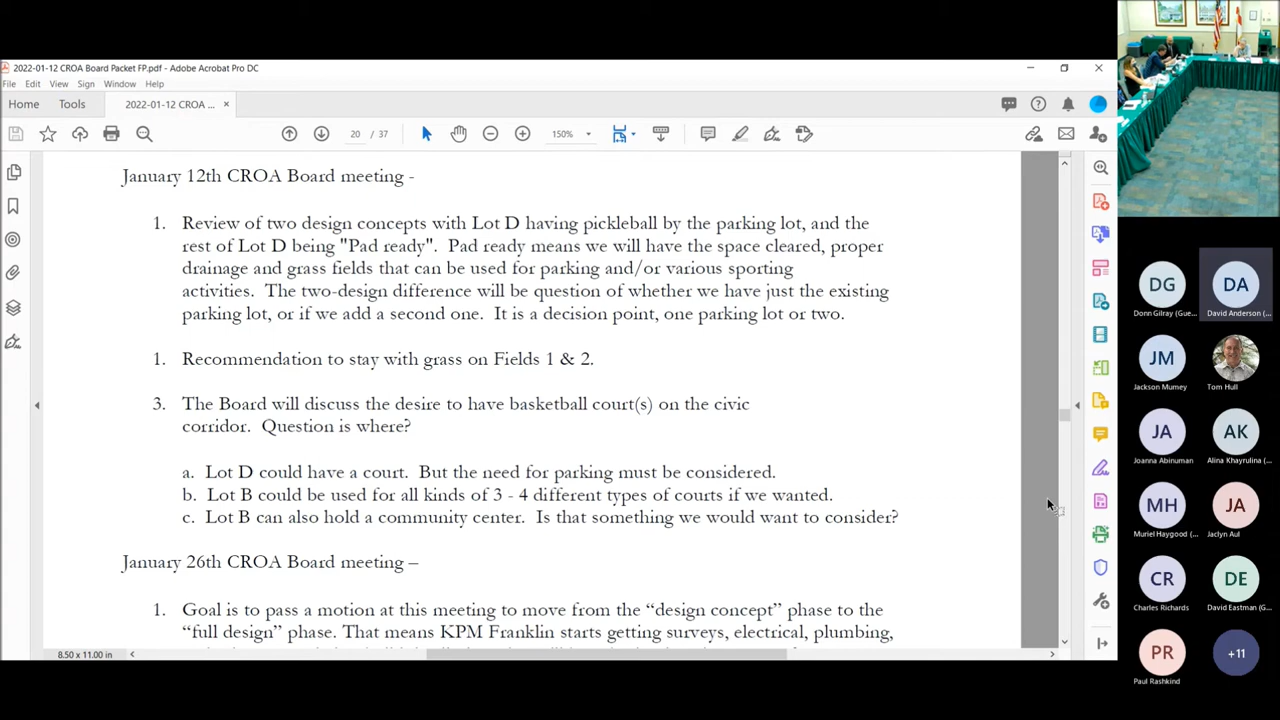 2022-01-12 CROA Board Packet FP.pdf - Adobe Acrobat Pro DC
File Edit View Sign Window Help
Home Tools 2022-01-12 CROA ... ×
20 / 37 150%
January 12th CROA Board meeting -
1. Review of two design concepts with Lot D having pickleball by the parking lot, and the
rest of Lot D being "Pad ready". Pad ready means we will have the space cleared, proper
drainage and grass fields that can be used for parking and/or various sporting
activities. The two-design difference will be question of whether we have just the existing
parking lot, or if we add a second one. It is a decision point, one parking lot or two.
1. Recommendation to stay with grass on Fields 1 & 2.
3. The Board will discuss the desire to have basketball court(s) on the civic
corridor. Question is where?
a. Lot D could have a court. But the need for parking must be considered.
b. Lot B could be used for all kinds of 3 - 4 different types of courts if we wanted.
c. Lot B can also hold a community center. Is that something we would want to consider?
January 26th CROA Board meeting –
1. Goal is to pass a motion at this meeting to move from the “design concept” phase to the
“full design” phase. That means KPM Franklin starts getting surveys, electrical, plumbing,
8.50 x 11.00 in
DG DA
Donn Gilray (Gue... David Anderson (...
JM
Jackson Mumey Tom Hull
JA AK
Joanna Abinuman Alina Khayrulina (...
MH JA
Muriel Haygood (... Jaclyn Aul
CR DE
Charles Richards David Eastman (G...
PR +11
Paul Rashkind